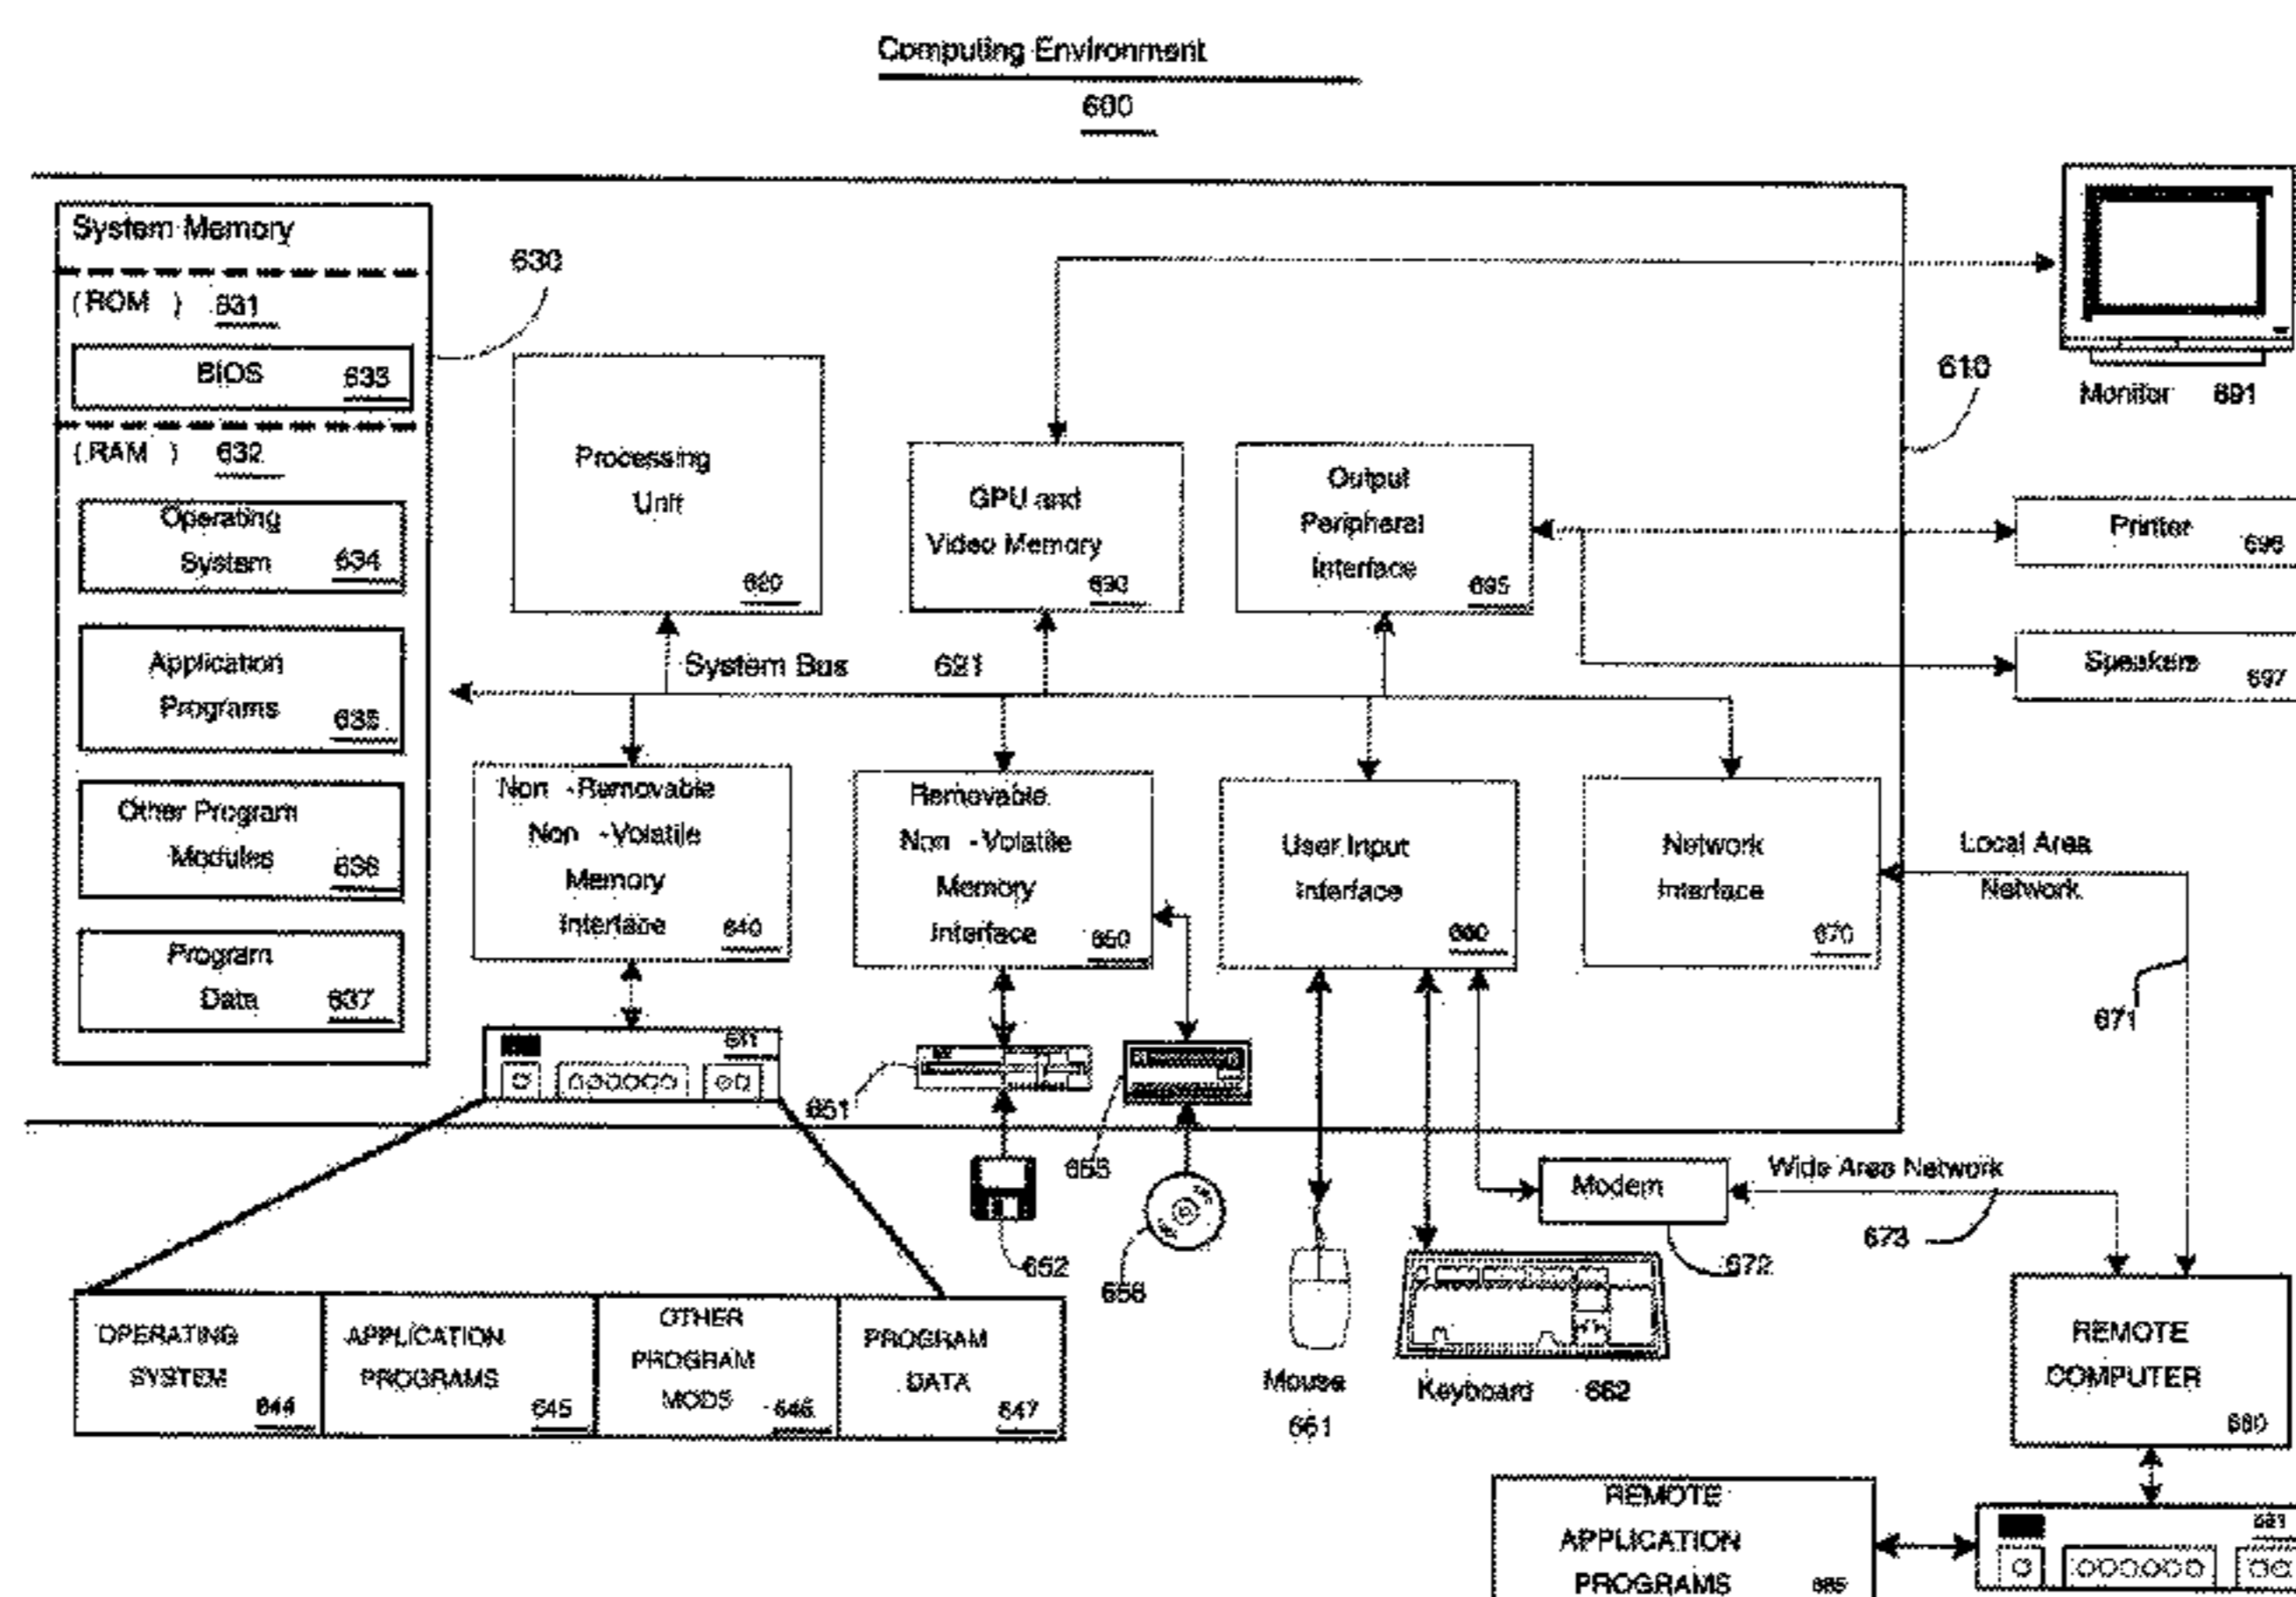 Computing Environment
600
System Memory
(ROM) 631
BIOS 633
(RAM) 632
Operating
System 634
Application
Programs 635
Other Program
Modules 636
Program
Data 637
630
Processing
Unit
620
GPU and
Video Memory
690
Output
Peripheral
Interface
695
610
Monitor 691
Printer
696
Speakers
697
System Bus 621
Non-Removable
Non-Volatile
Memory
Interface 640
Removable
Non-Volatile
Memory
Interface 650
User Input
Interface
660
Network
Interface
670
Local Area
Network
671
651
655
652
656
Modem
672
Wide Area Network
673
Mouse
661
Keyboard 662
OPERATING
SYSTEM
644
APPLICATION
PROGRAMS
645
OTHER
PROGRAM
MODS 646
PROGRAM
DATA
647
REMOTE
COMPUTER
680
REMOTE
APPLICATION
PROGRAMS 685